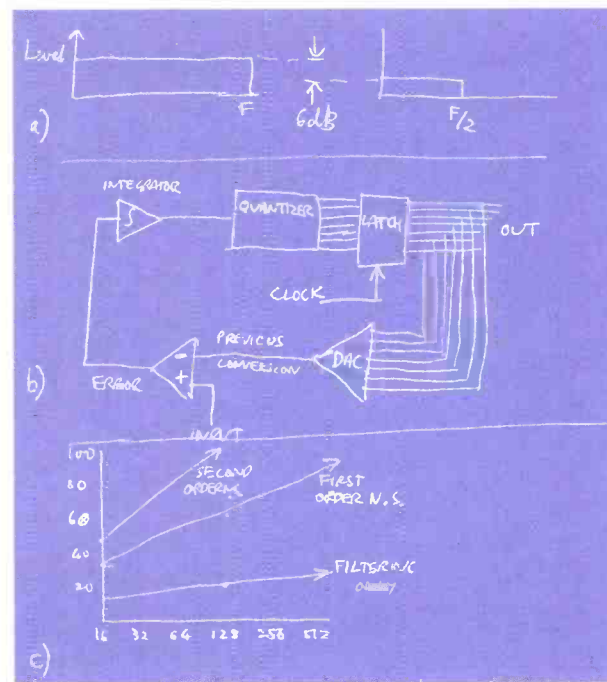 Level
F
6dB
F/2
a)
INTEGRATOR
∫
QUANTIZER
LATCH
OUT
CLOCK
PREVIOUS
CONVERSION
DAC
-
+
ERROR
b)
INPUT
100
80
60
40
20
SECOND
ORDER
FIRST
ORDER N.S.
FILTERING
ONLY
16 32 64 128 256 512
c)